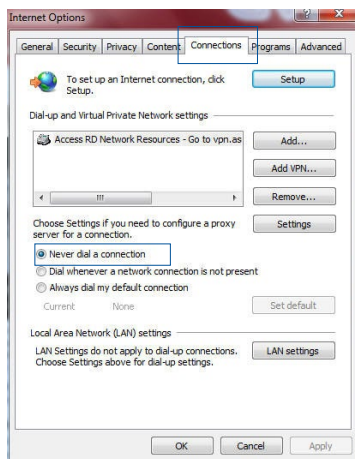 Internet Options
General Security Privacy Content Connections Programs Advanced
To set up an Internet connection, click
Setup.
Setup
Dial-up and Virtual Private Network settings
Access RD Network Resources - Go to vpn.as
Add...
Add VPN...
Remove...
Choose Settings if you need to configure a proxy
server for a connection.
Settings
Never dial a connection
Dial whenever a network connection is not present
Always dial my default connection
Current None
Set default
Local Area Network (LAN) settings
LAN Settings do not apply to dial-up connections.
Choose Settings above for dial-up settings.
LAN settings
OK Cancel Apply